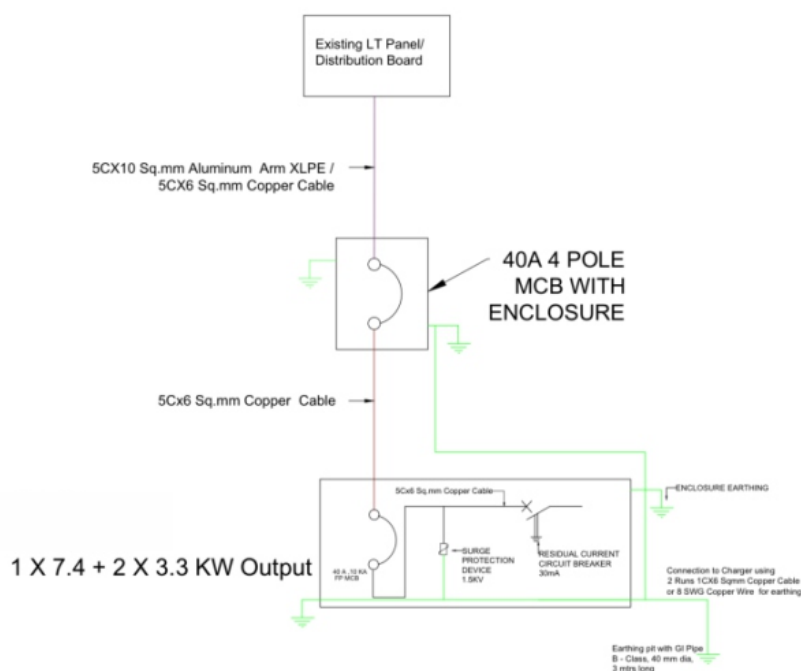 Existing LT Panel/
Distribution Board
5CX10 Sq.mm Aluminum Arm XLPE /
5CX6 Sq.mm Copper Cable
40A 4 POLE
MCB WITH
ENCLOSURE
5Cx6 Sq.mm Copper Cable
5Cx6 Sq.mm Copper Cable
ENCLOSURE EARTHING
1 X 7.4 + 2 X 3.3 KW Output
40 A ,10 KA
FP MCB
SURGE
PROTECTION
DEVICE
1.5KV
RESIDUAL CURRENT
CIRCUIT BREAKER
30mA
Connection to Charger using
2 Runs 1CX6 Sqmm Copper Cable
or 8 SWG Copper Wire for earthing
Earthing pit with GI Pipe
B - Class, 40 mm dia,
3 mtrs long